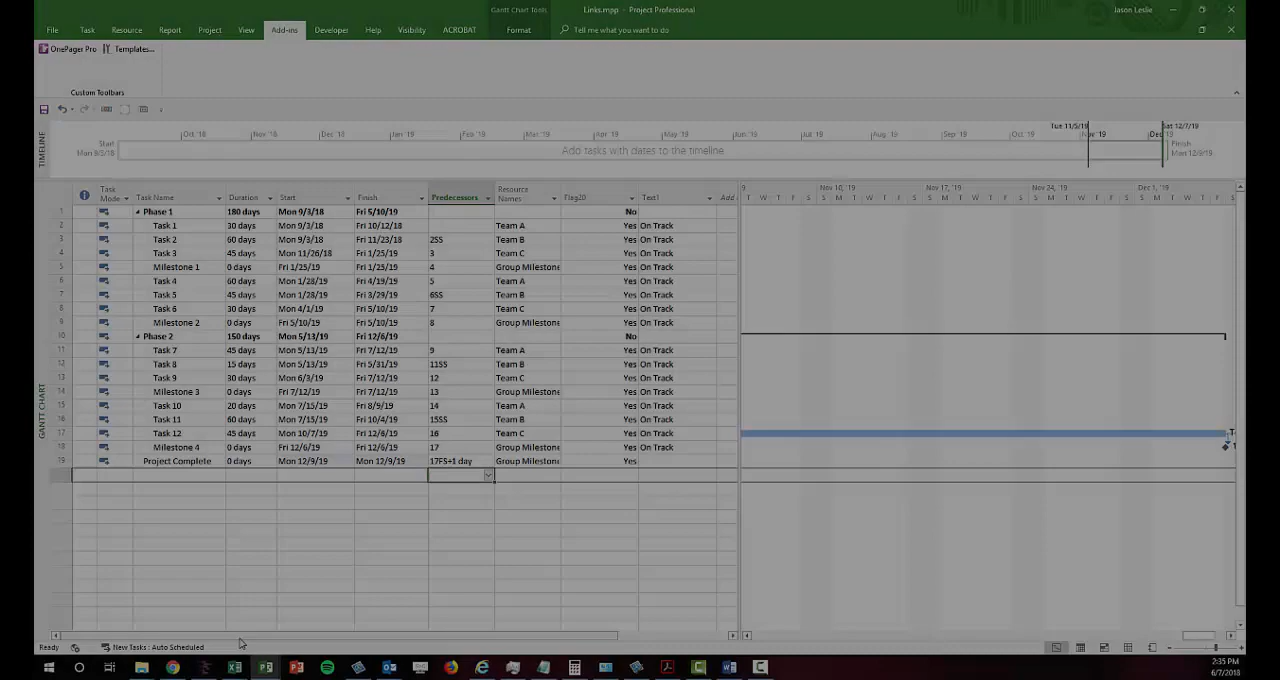 Gantt Chart Tools
Links.mpp - Project Professional
Jason Leslie
File Task Resource Report Project View Add-ins Developer Help Visibility ACROBAT Format Tell me what you want to do
OnePager Pro Templates...
Custom Toolbars
Tue 11/5/19 Sat 12/7/19
Oct '18 Nov '18 Dec '18 Jan '19 Feb '19 Mar '19 Apr '19 May '19 Jun '19 Jul '19 Aug '19 Sep '19 Oct '19 Nov '19 Dec '19
TIMELINE
Start
Mon 9/3/18
Add tasks with dates to the timeline
Finish
Mon 12/9/19
Task Mode Task Name Duration Start Finish Predecessors Resource Names Flag20 Text1 Add
9 Nov 10, '19 Nov 17, '19 Nov 24, '19 Dec 1, '19
T W T F S S M T W T F S S M T W T F S S M T W T F S S M T W T F S
1 Phase 1 180 days Mon 9/3/18 Fri 5/10/19 No
2 Task 1 30 days Mon 9/3/18 Fri 10/12/18 Team A Yes On Track
3 Task 2 60 days Mon 9/3/18 Fri 11/23/18 2SS Team B Yes On Track
4 Task 3 45 days Mon 11/26/18 Fri 1/25/19 3 Team C Yes On Track
5 Milestone 1 0 days Fri 1/25/19 Fri 1/25/19 4 Group Milestone Yes On Track
6 Task 4 60 days Mon 1/28/19 Fri 4/19/19 5 Team A Yes On Track
7 Task 5 45 days Mon 1/28/19 Fri 3/29/19 6SS Team B Yes On Track
8 Task 6 30 days Mon 4/1/19 Fri 5/10/19 7 Team C Yes On Track
9 Milestone 2 0 days Fri 5/10/19 Fri 5/10/19 8 Group Milestone Yes On Track
10 Phase 2 150 days Mon 5/13/19 Fri 12/6/19 No
11 Task 7 45 days Mon 5/13/19 Fri 7/12/19 9 Team A Yes On Track
12 Task 8 15 days Mon 5/13/19 Fri 5/31/19 11SS Team B Yes On Track
13 Task 9 30 days Mon 6/3/19 Fri 7/12/19 12 Team C Yes On Track
14 Milestone 3 0 days Fri 7/12/19 Fri 7/12/19 13 Group Milestone Yes On Track
15 Task 10 20 days Mon 7/15/19 Fri 8/9/19 14 Team A Yes On Track
16 Task 11 60 days Mon 7/15/19 Fri 10/4/19 15SS Team B Yes On Track
17 Task 12 45 days Mon 10/7/19 Fri 12/6/19 16 Team C Yes On Track
18 Milestone 4 0 days Fri 12/6/19 Fri 12/6/19 17 Group Milestone Yes On Track
19 Project Complete 0 days Mon 12/9/19 Mon 12/9/19 17FS+1 day Group Milestone Yes
GANTT CHART
Ready New Tasks : Auto Scheduled
2:35 PM
6/7/2018